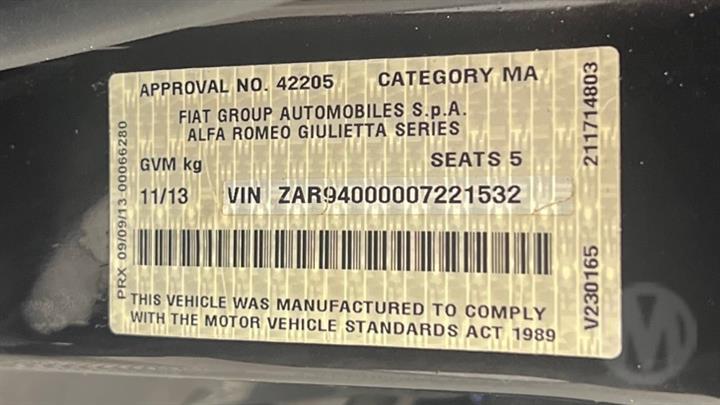 APPROVAL NO. 42205 CATEGORY MA
FIAT GROUP AUTOMOBILES S.p.A.
ALFA ROMEO GIULIETTA SERIES
GVM kg SEATS 5
11/13 VIN ZAR94000007221532
THIS VEHICLE WAS MANUFACTURED TO COMPLY
WITH THE MOTOR VEHICLE STANDARDS ACT 1989
PRX 09/09/13-00066280
211714803
V230165
M